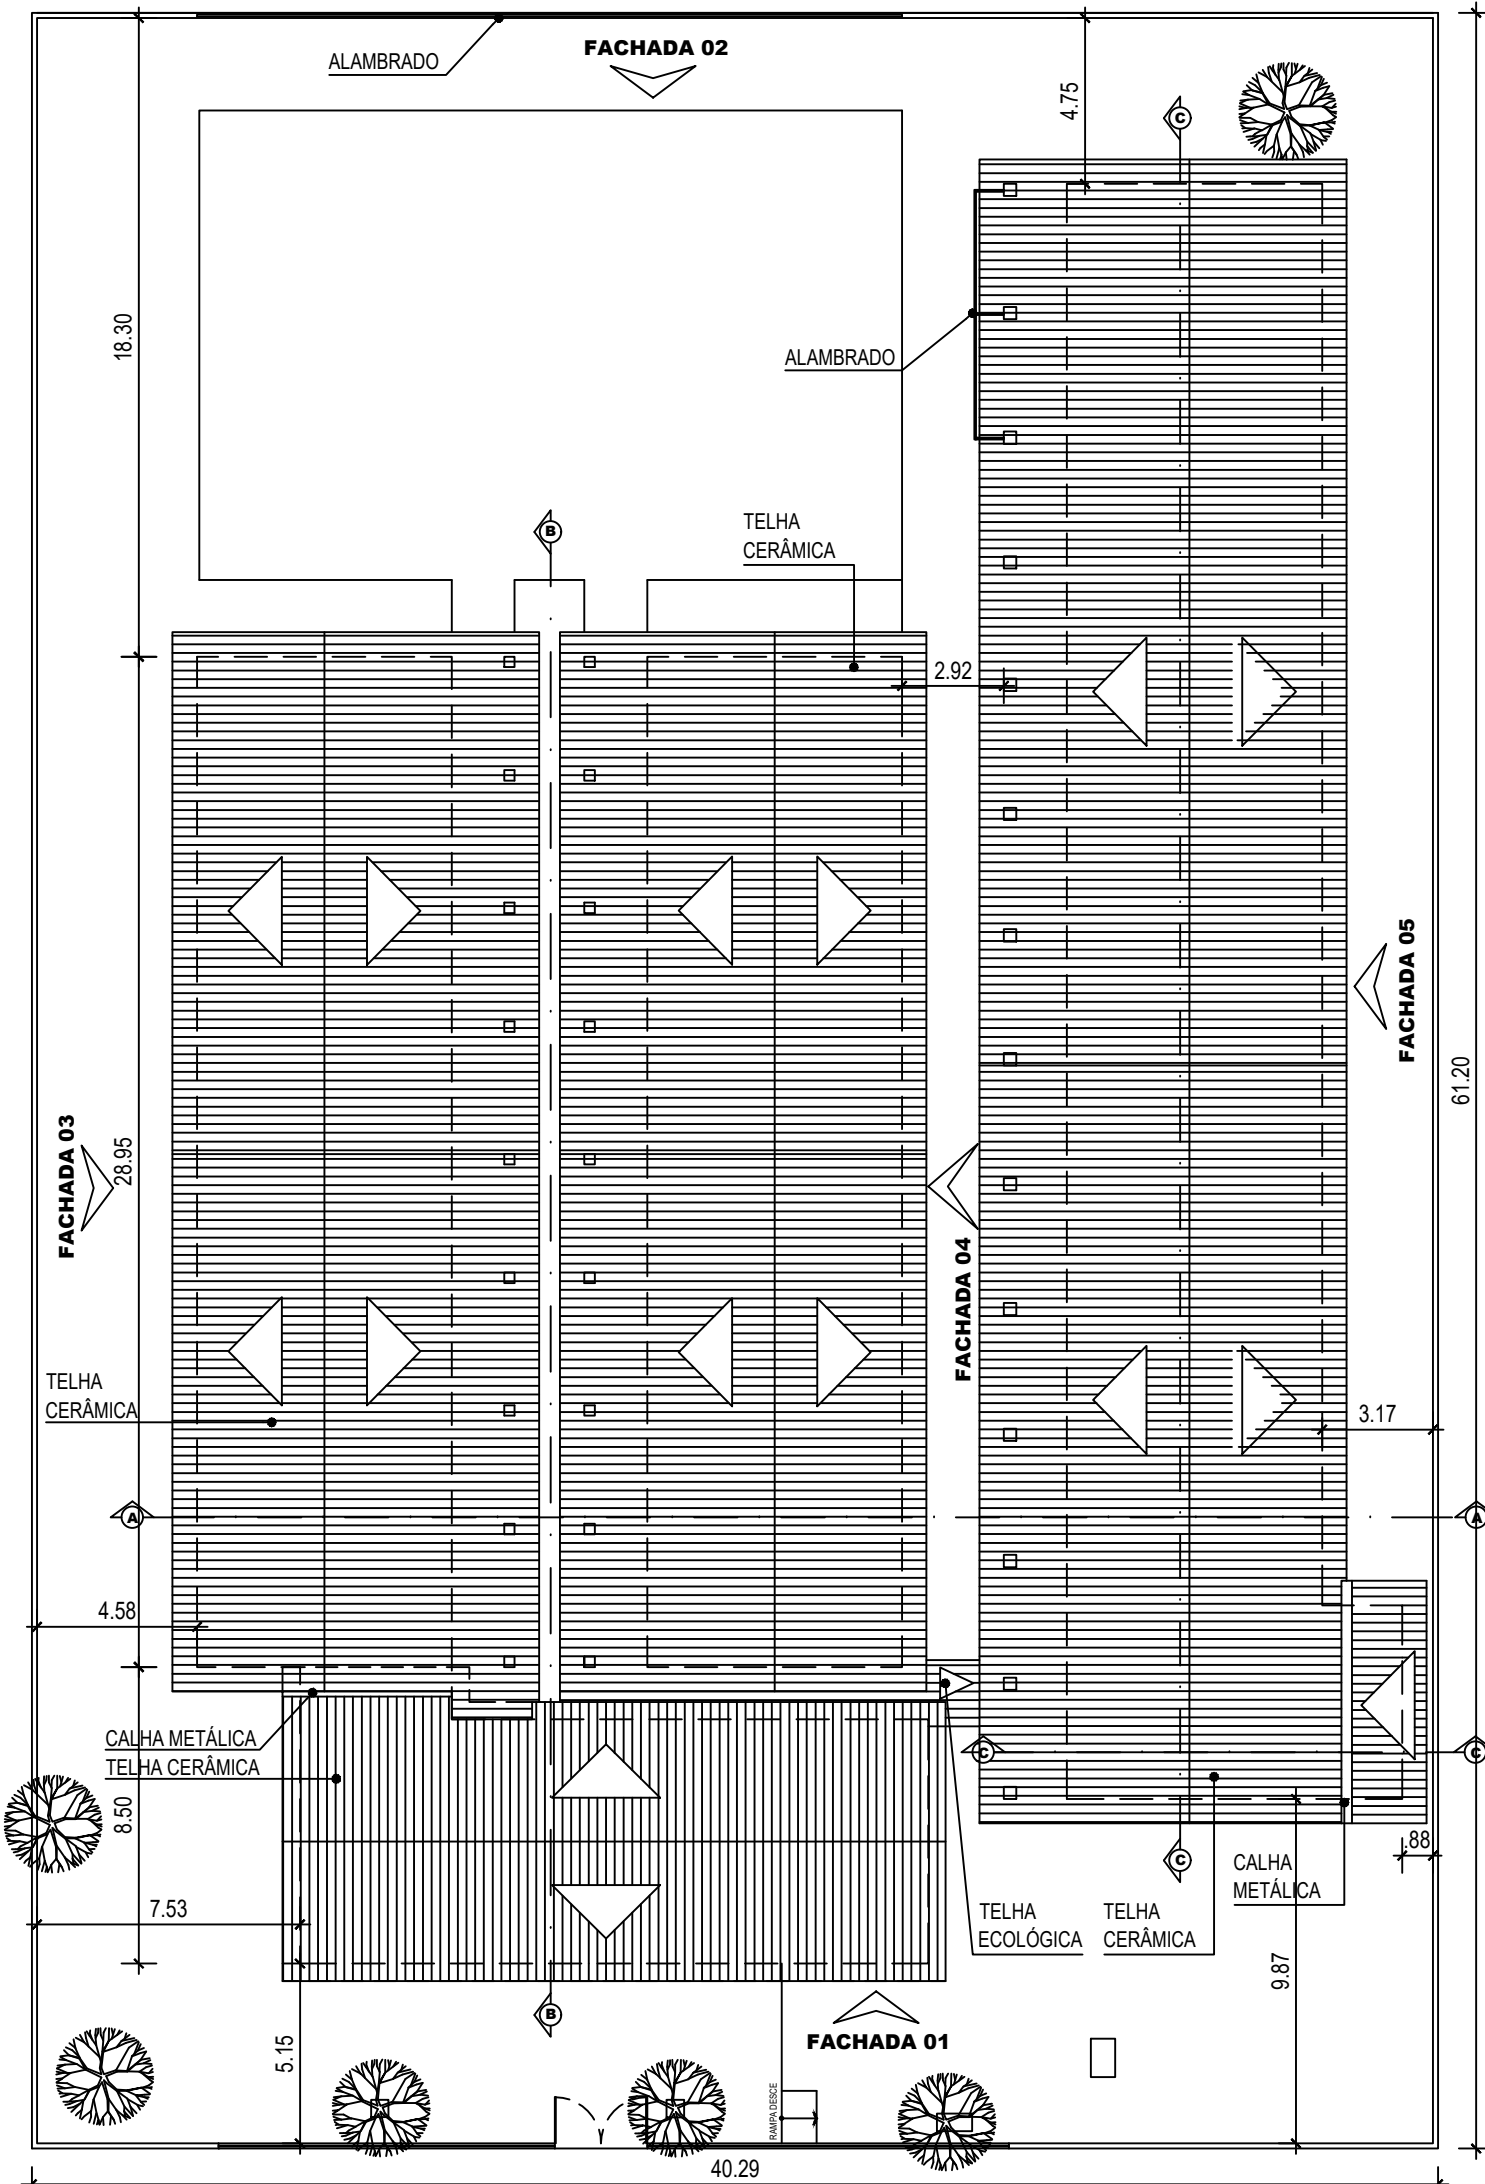 FACHADA 02
ALAMBRADO
4.75
C
18.30
ALAMBRADO
TELHA
CERÂMICA
B
2.92
FACHADA 05
61.20
FACHADA 03
28.95
FACHADA 04
TELHA
CERÂMICA
3.17
A
A
4.58
CALHA METÁLICA
TELHA CERÂMICA
C
C
8.50
.88
CALHA
METÁLICA
C
7.53
TELHA
ECOLÓGICA
TELHA
CERÂMICA
9.87
B
FACHADA 01
5.15
RAMPA DESCE
40.29